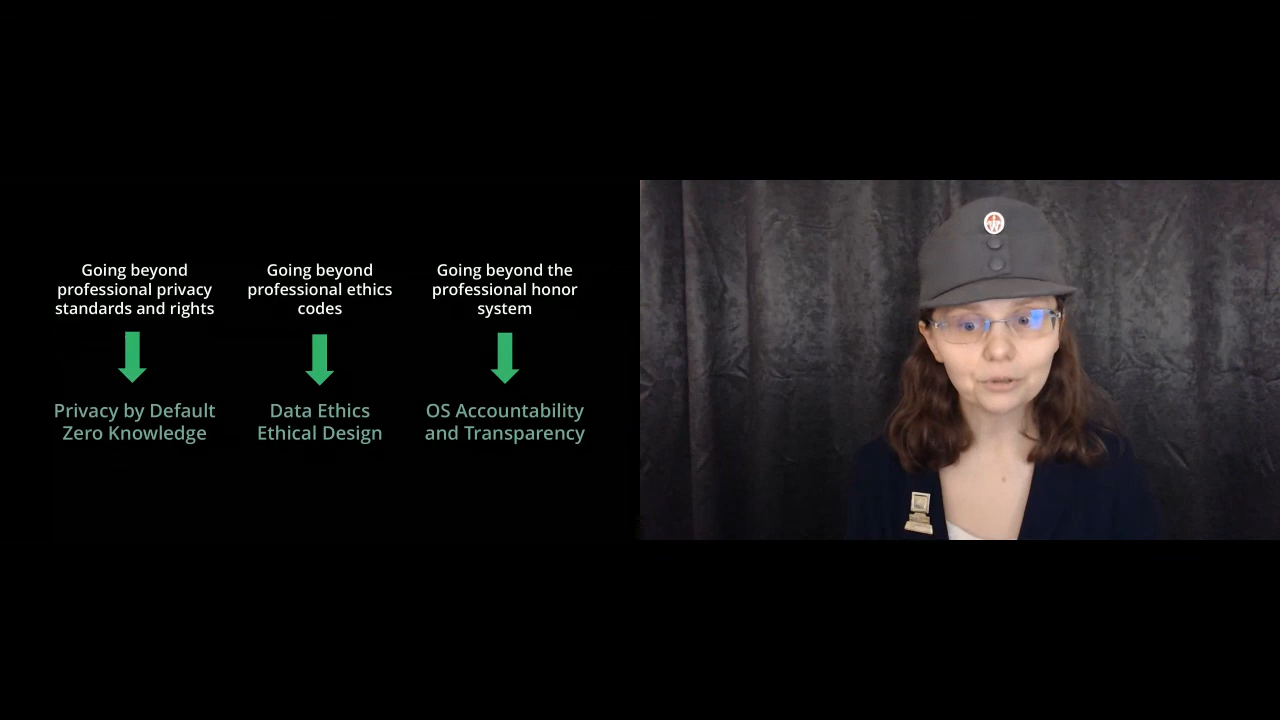 Going beyond
professional privacy
standards and rights
Privacy by Default
Zero Knowledge
Going beyond
professional ethics
codes
Data Ethics
Ethical Design
Going beyond the
professional honor
system
OS Accountability
and Transparency